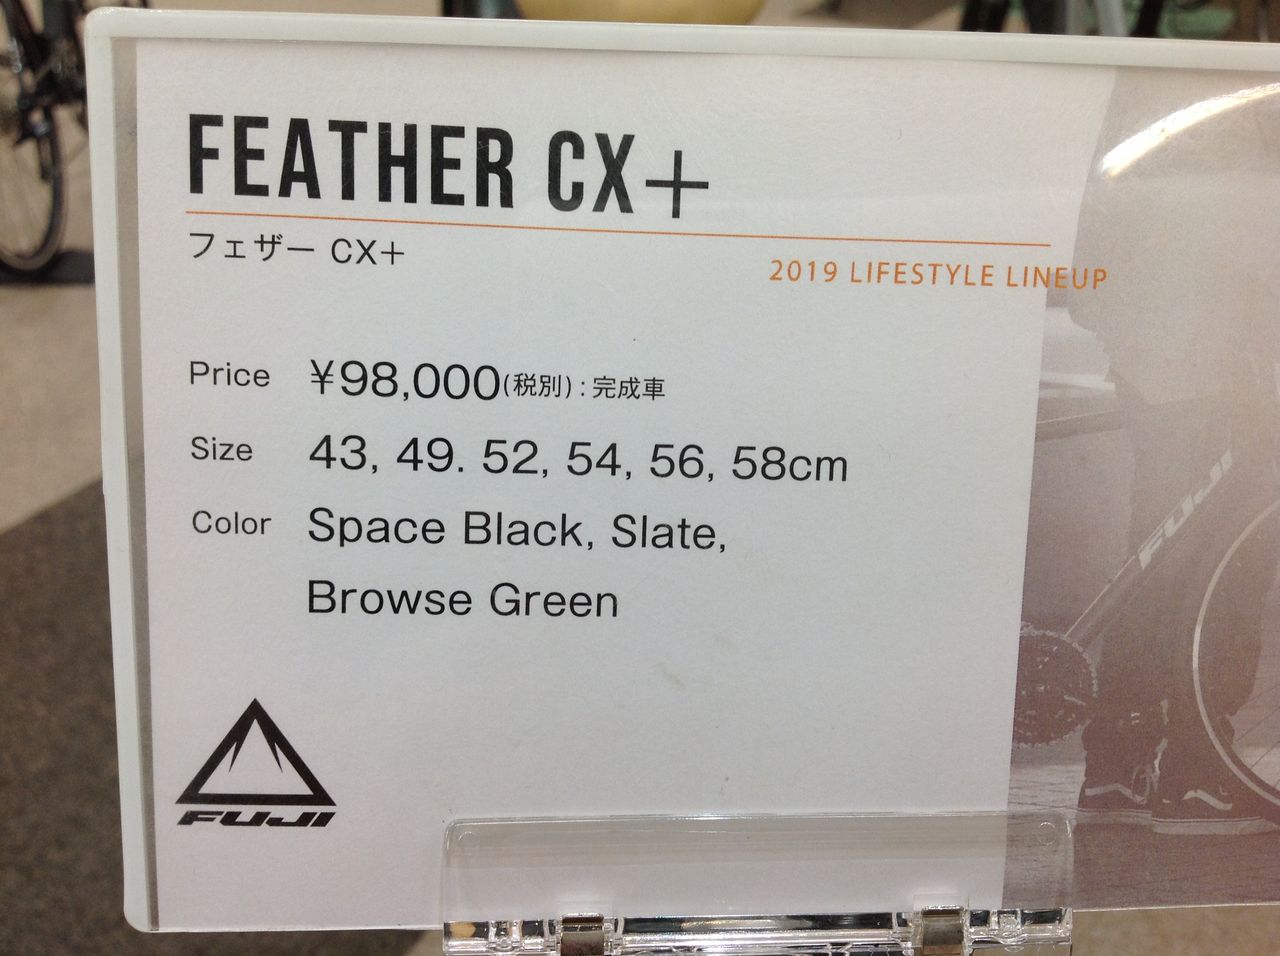 FEATHER CX+
フェザー CX+
2019 LIFESTYLE LINEUP
Price ¥98,000(税別):完成車
Size 43, 49. 52, 54, 56, 58cm
Color Space Black, Slate,
Browse Green
FUJI
FUJI